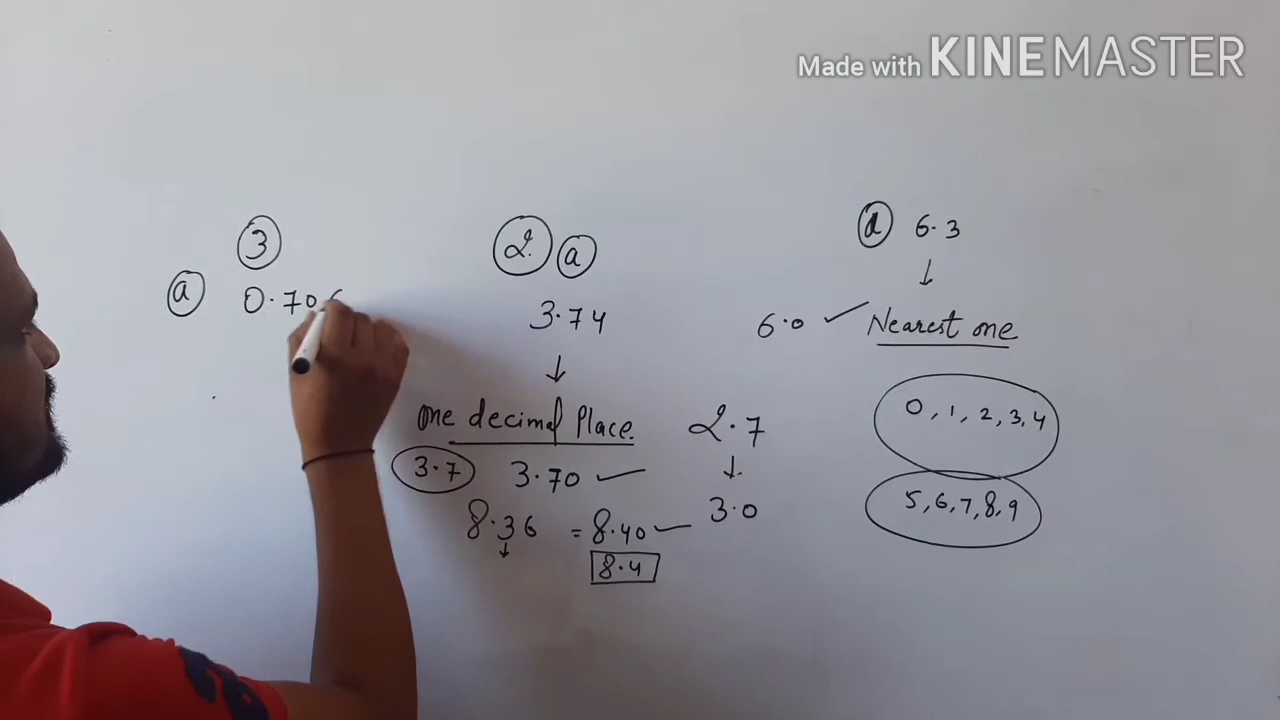 Made with KINEMASTER
3
a 0.706
2. a
3.74
One decimal Place.
3.7 3.70
8.36 = 8.40
8.4
2.7
3.0
d 6.3
6.0 Nearest one
0, 1, 2, 3, 4
5, 6, 7, 8, 9